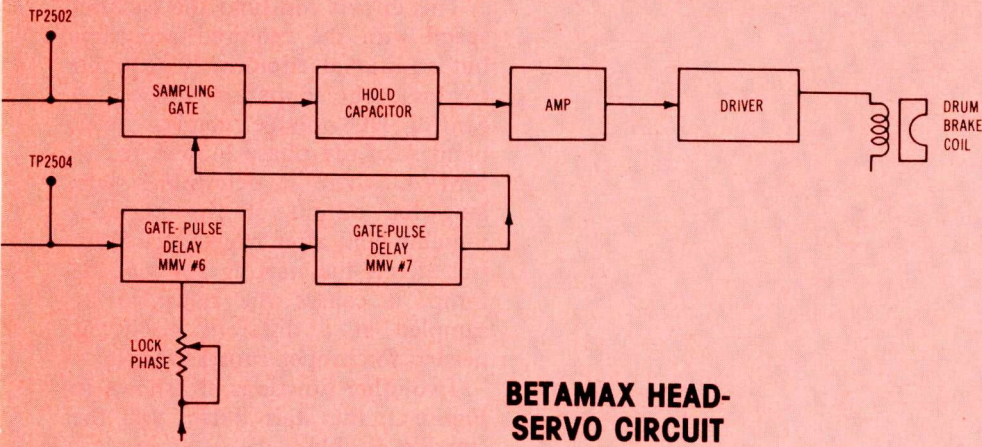 TP2502
SAMPLING
GATE
HOLD
CAPACITOR
AMP
DRIVER
DRUM
BRAKE
COIL
TP2504
GATE-PULSE
DELAY
MMV #6
GATE-PULSE
DELAY
MMV #7
LOCK
PHASE
BETAMAX HEAD-
SERVO CIRCUIT